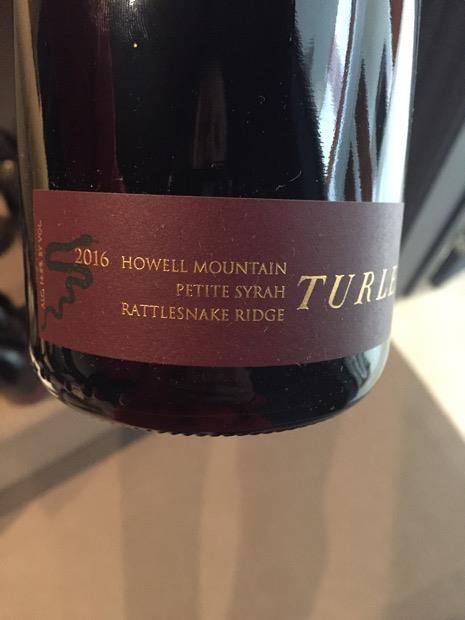 2016 HOWELL MOUNTAIN
PETITE SYRAH
RATTLESNAKE RIDGE
TURLE